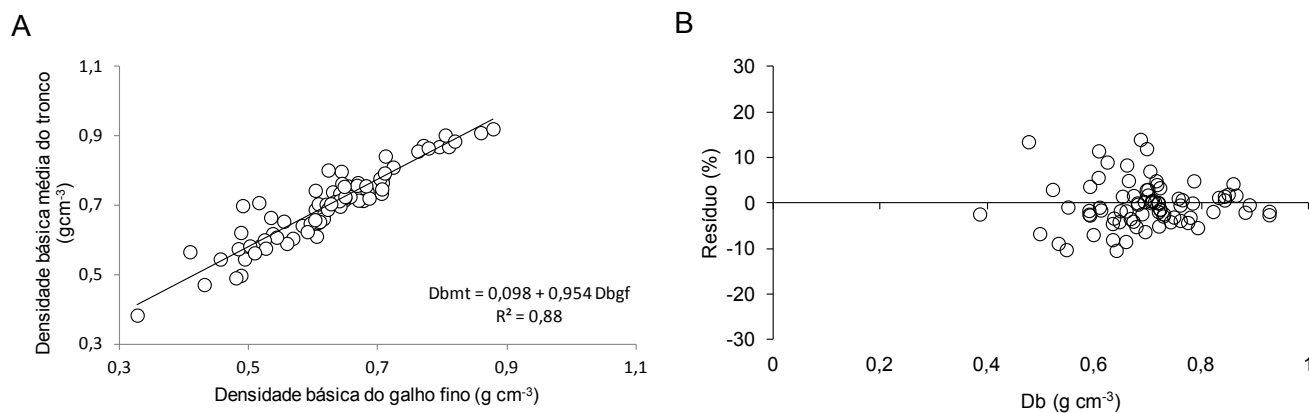 A
Densidade básica média do tronco
(gcm-3)
1,1
0,9
0,7
0,5
0,3
Dbmt = 0,098 + 0,954 Dbgf
R² = 0,88
0,3 0,5 0,7 0,9 1,1
Densidade básica do galho fino (g cm-3)
B
Resíduo (%)
30
20
10
0
-10
-20
-30
0 0,2 0,4 0,6 0,8 1
Db (g cm-3)